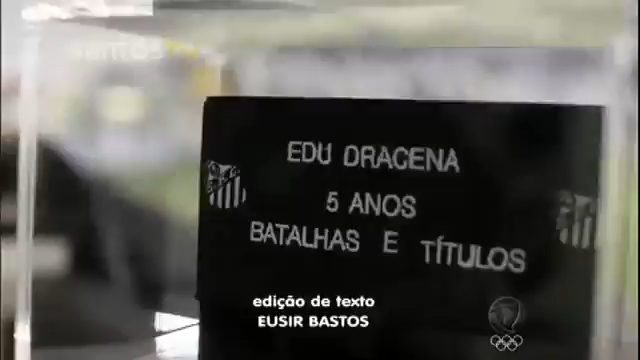 EDU DRACENA
5 ANOS
BATALHAS E TÍTULOS
edição de texto
EUSIR BASTOS